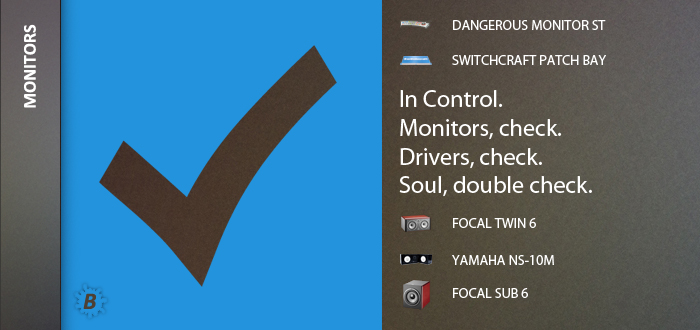 MONITORS
DANGEROUS MONITOR ST
SWITCHCRAFT PATCH BAY
In Control.
Monitors, check.
Drivers, check.
Soul, double check.
FOCAL TWIN 6
YAMAHA NS-10M
FOCAL SUB 6
B